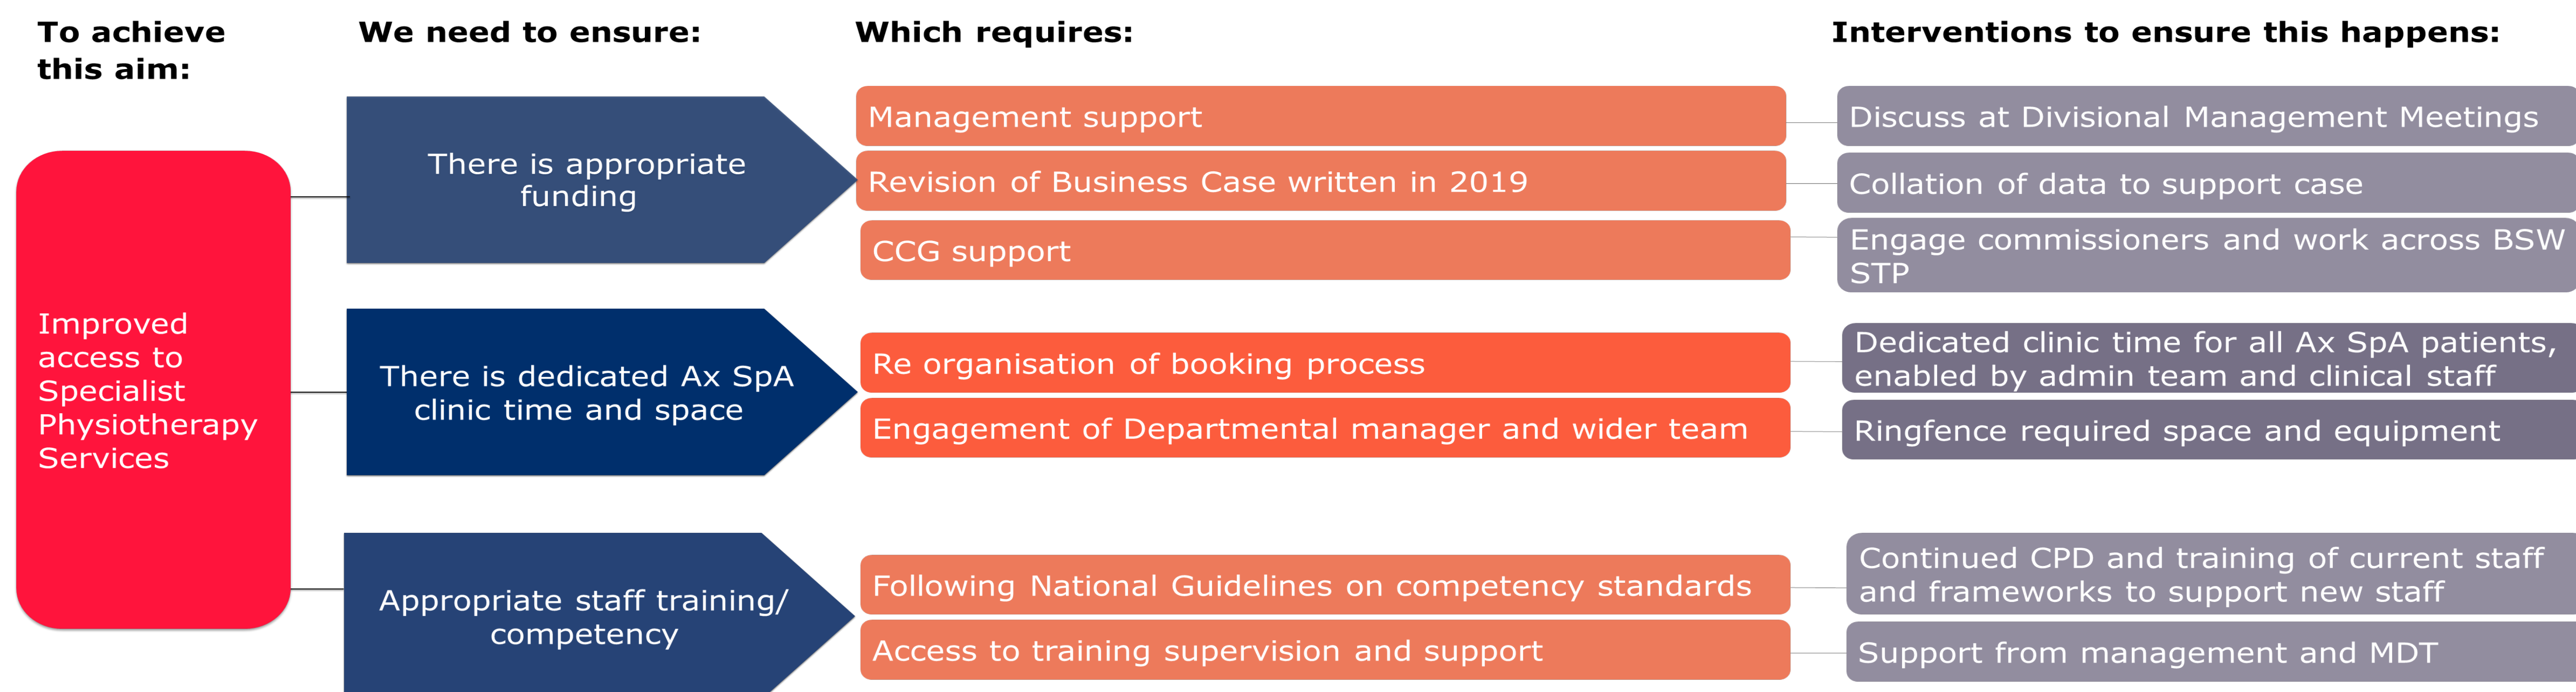 To achieve
this aim:
We need to ensure:
Which requires:
Interventions to ensure this happens:
Improved
access to
Specialist
Physiotherapy
Services
There is appropriate
funding
Management support
Discuss at Divisional Management Meetings
Revision of Business Case written in 2019
Collation of data to support case
CCG support
Engage commissioners and work across BSW
STP
There is dedicated Ax SpA
clinic time and space
Re organisation of booking process
Dedicated clinic time for all Ax SpA patients,
enabled by admin team and clinical staff
Engagement of Departmental manager and wider team
Ringfence required space and equipment
Appropriate staff training/
competency
Following National Guidelines on competency standards
Continued CPD and training of current staff
and frameworks to support new staff
Access to training supervision and support
Support from management and MDT